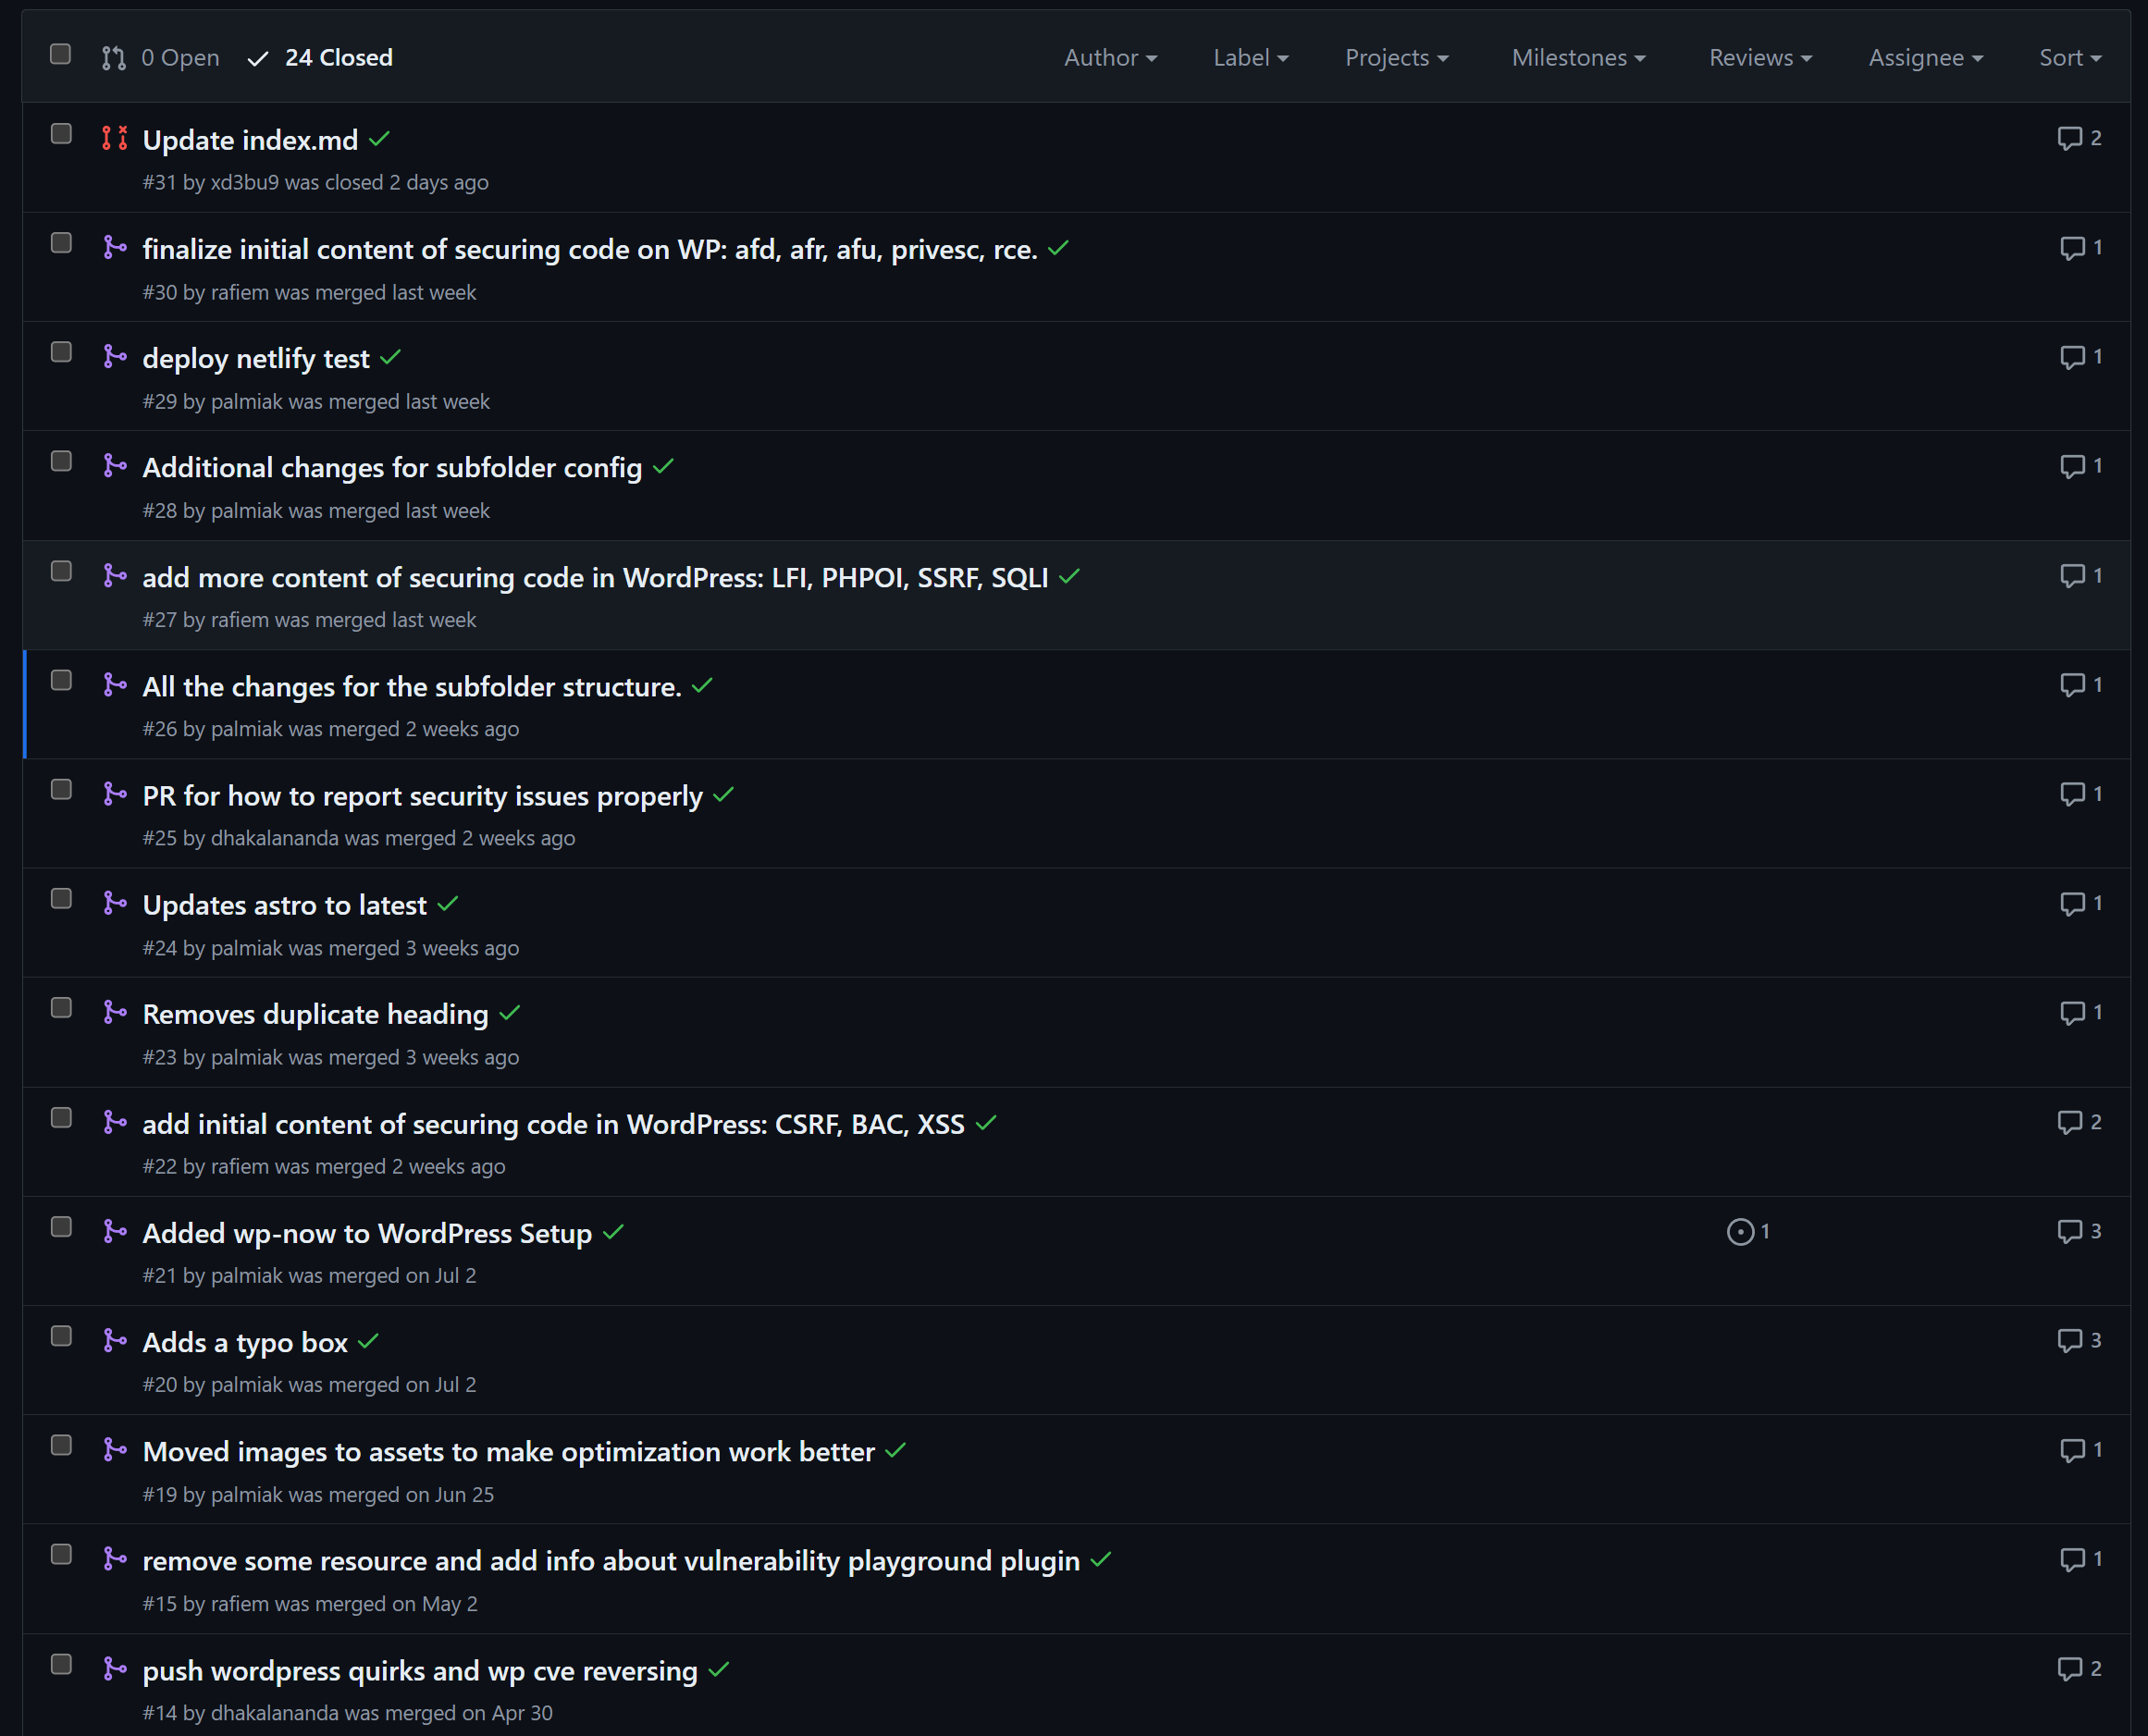 0 Open 24 Closed Author Label Projects Milestones Reviews Assignee Sort
Update index.md 2
#31 by xd3bu9 was closed 2 days ago
finalize initial content of securing code on WP: afd, afr, afu, privesc, rce. 1
#30 by rafiem was merged last week
deploy netlify test 1
#29 by palmiak was merged last week
Additional changes for subfolder config 1
#28 by palmiak was merged last week
add more content of securing code in WordPress: LFI, PHPOI, SSRF, SQLI 1
#27 by rafiem was merged last week
All the changes for the subfolder structure. 1
#26 by palmiak was merged 2 weeks ago
PR for how to report security issues properly 1
#25 by dhakalananda was merged 2 weeks ago
Updates astro to latest 1
#24 by palmiak was merged 3 weeks ago
Removes duplicate heading 1
#23 by palmiak was merged 3 weeks ago
add initial content of securing code in WordPress: CSRF, BAC, XSS 2
#22 by rafiem was merged 2 weeks ago
Added wp-now to WordPress Setup 1 3
#21 by palmiak was merged on Jul 2
Adds a typo box 3
#20 by palmiak was merged on Jul 2
Moved images to assets to make optimization work better 1
#19 by palmiak was merged on Jun 25
remove some resource and add info about vulnerability playground plugin 1
#15 by rafiem was merged on May 2
push wordpress quirks and wp cve reversing 2
#14 by dhakalananda was merged on Apr 30